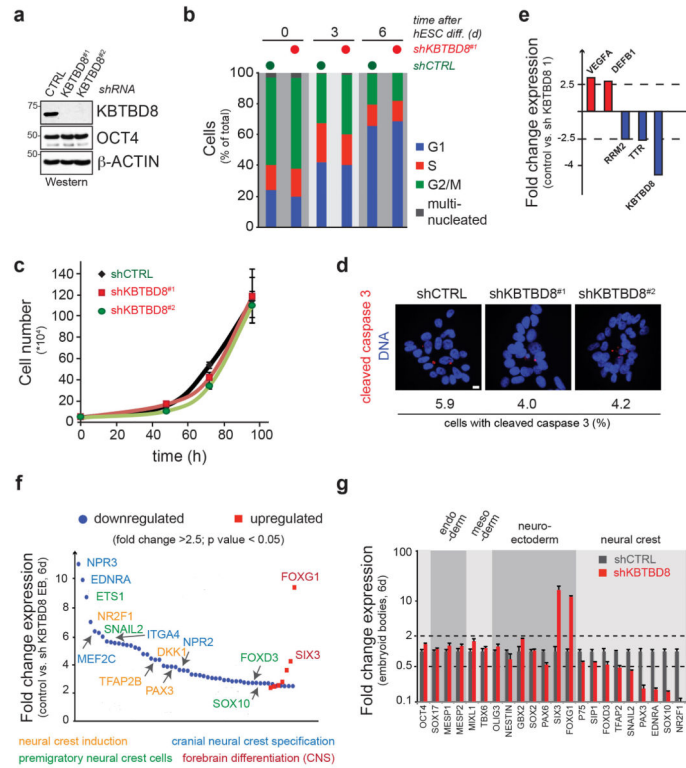 a
CTRL
KBTBD8#1
KBTBD8#2
shRNA
75
KBTBD8
50
OCT4
50
β-ACTIN
Western
b
0 3 6
time after
hESC diff. (d)
shKBTBD8#1
shCTRL
Cells
(% of total)
100
80
60
40
20
0
G1
S
G2/M
multi-
nucleated
e
Fold change expression
(control vs. sh KBTBD8 1)
2.5
-2.5
-4
VEGFA
DEFB1
RRM2
TTR
KBTBD8
c
Cell number
(*10⁴)
140
120
100
80
60
40
20
0
shCTRL
shKBTBD8#1
shKBTBD8#2
0 20 40 60 80 100
time (h)
d
cleaved caspase 3
DNA
shCTRL
shKBTBD8#1
shKBTBD8#2
5.9 4.0 4.2
cells with cleaved caspase 3 (%)
f
downregulated
upregulated
(fold change >2.5; p value < 0.05)
Fold change expression
(control vs. sh KBTBD8 EB, 6d)
10
8
6
4
2
0
NPR3
EDNRA
ETS1
NR2F1
SNAIL2
ITGA4
MEF2C
DKK1
NPR2
TFAP2B
PAX3
FOXD3
SOX10
FOXG1
SIX3
neural crest induction
cranial neural crest specification
premigratory neural crest cells
forebrain differentiation (CNS)
g
endo
-derm
meso
-derm
neuro-
ectoderm
neural crest
shCTRL
shKBTBD8
Fold change expression
(embryoid bodies, 6d)
100
10
2
1
0.5
0.1
OCT4
SOX17
MESP1
MESP2
MIXL1
TBX6
OLIG3
NESTIN
GBX2
SOX2
PAX6
SIX3
FOXG1
P75
SIP1
FOXD3
TFAP2
SNAIL2
PAX3
EDNRA
SOX10
NR2F1